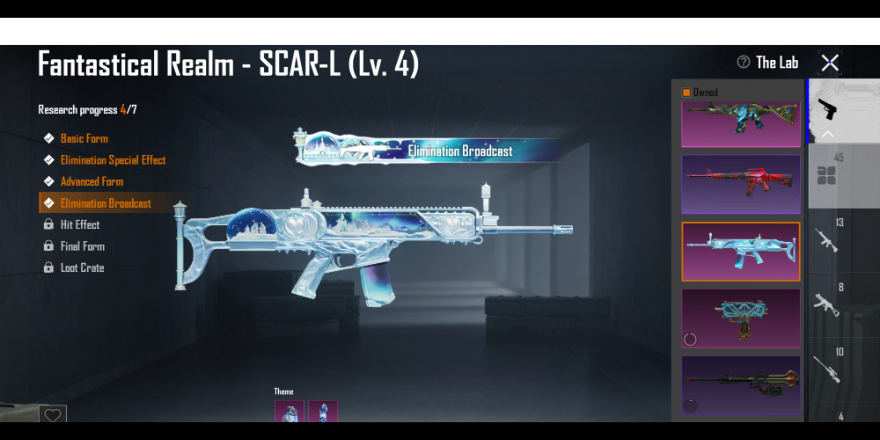 Fantastical Realm - SCAR-L (Lv. 4)
The Lab
Research progress 4/7
Owned
Basic Form
Elimination Special Effect
Advanced Form
Elimination Broadcast
Hit Effect
Final Form
Loot Crate
Elimination Broadcast
45
13
8
10
4
Theme